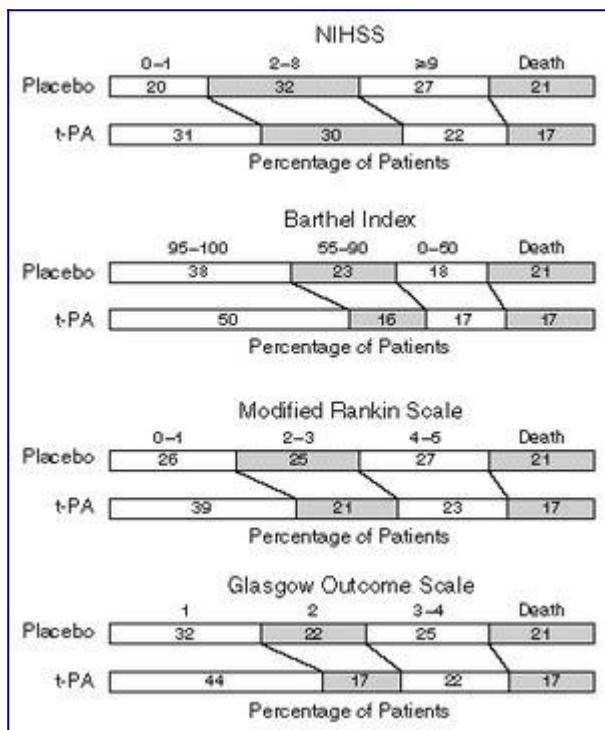 NIHSS
0–1 2–8 ≥9 Death
Placebo 20 32 27 21
t-PA 31 30 22 17
Percentage of Patients
Barthel Index
95–100 55–90 0–50 Death
Placebo 38 23 18 21
t-PA 50 16 17 17
Percentage of Patients
Modified Rankin Scale
0–1 2–3 4–5 Death
Placebo 26 25 27 21
t-PA 39 21 23 17
Percentage of Patients
Glasgow Outcome Scale
1 2 3–4 Death
Placebo 32 22 25 21
t-PA 44 17 22 17
Percentage of Patients